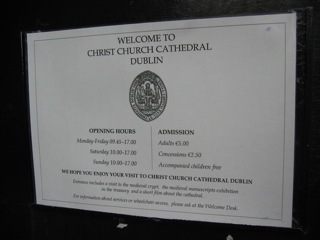 WELCOME TO
CHRIST CHURCH CATHEDRAL
DUBLIN
OPENING HOURS
Monday-Friday 09.45-17.00
Saturday 10.00-17.00
Sunday 10.00-17.00
ADMISSION
Adults €5.00
Concessions €2.50
Accompanied children free
WE HOPE YOU ENJOY YOUR VISIT TO CHRIST CHURCH CATHEDRAL DUBLIN
Entrance includes a visit to the medieval crypt, the medieval manuscripts exhibition
in the treasury and a short film about the cathedral.
For information about services or wheelchair access, please ask at the Welcome Desk.